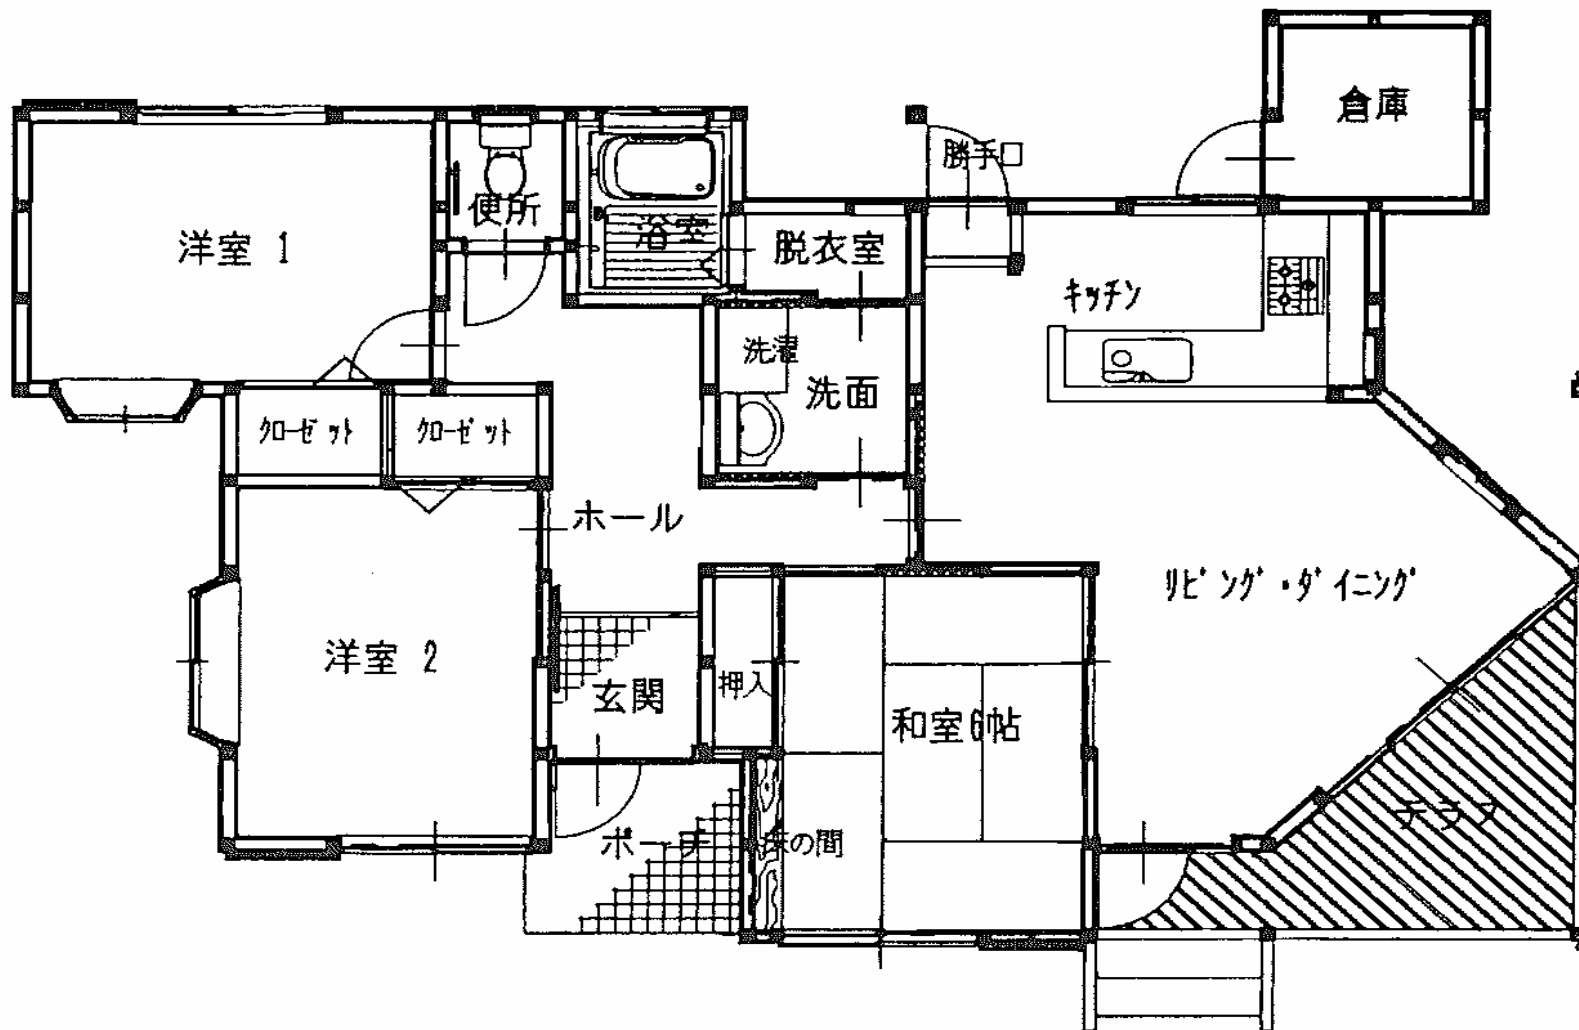 倉庫
勝手口
便所
洋室 1
浴室
脱衣室
キッチン
洗濯
洗面
クローゼット
クローゼット
ホール
リビング・ダイニング
洋室 2
玄関
押入
和室6帖
テラス
ポーチ
床の間